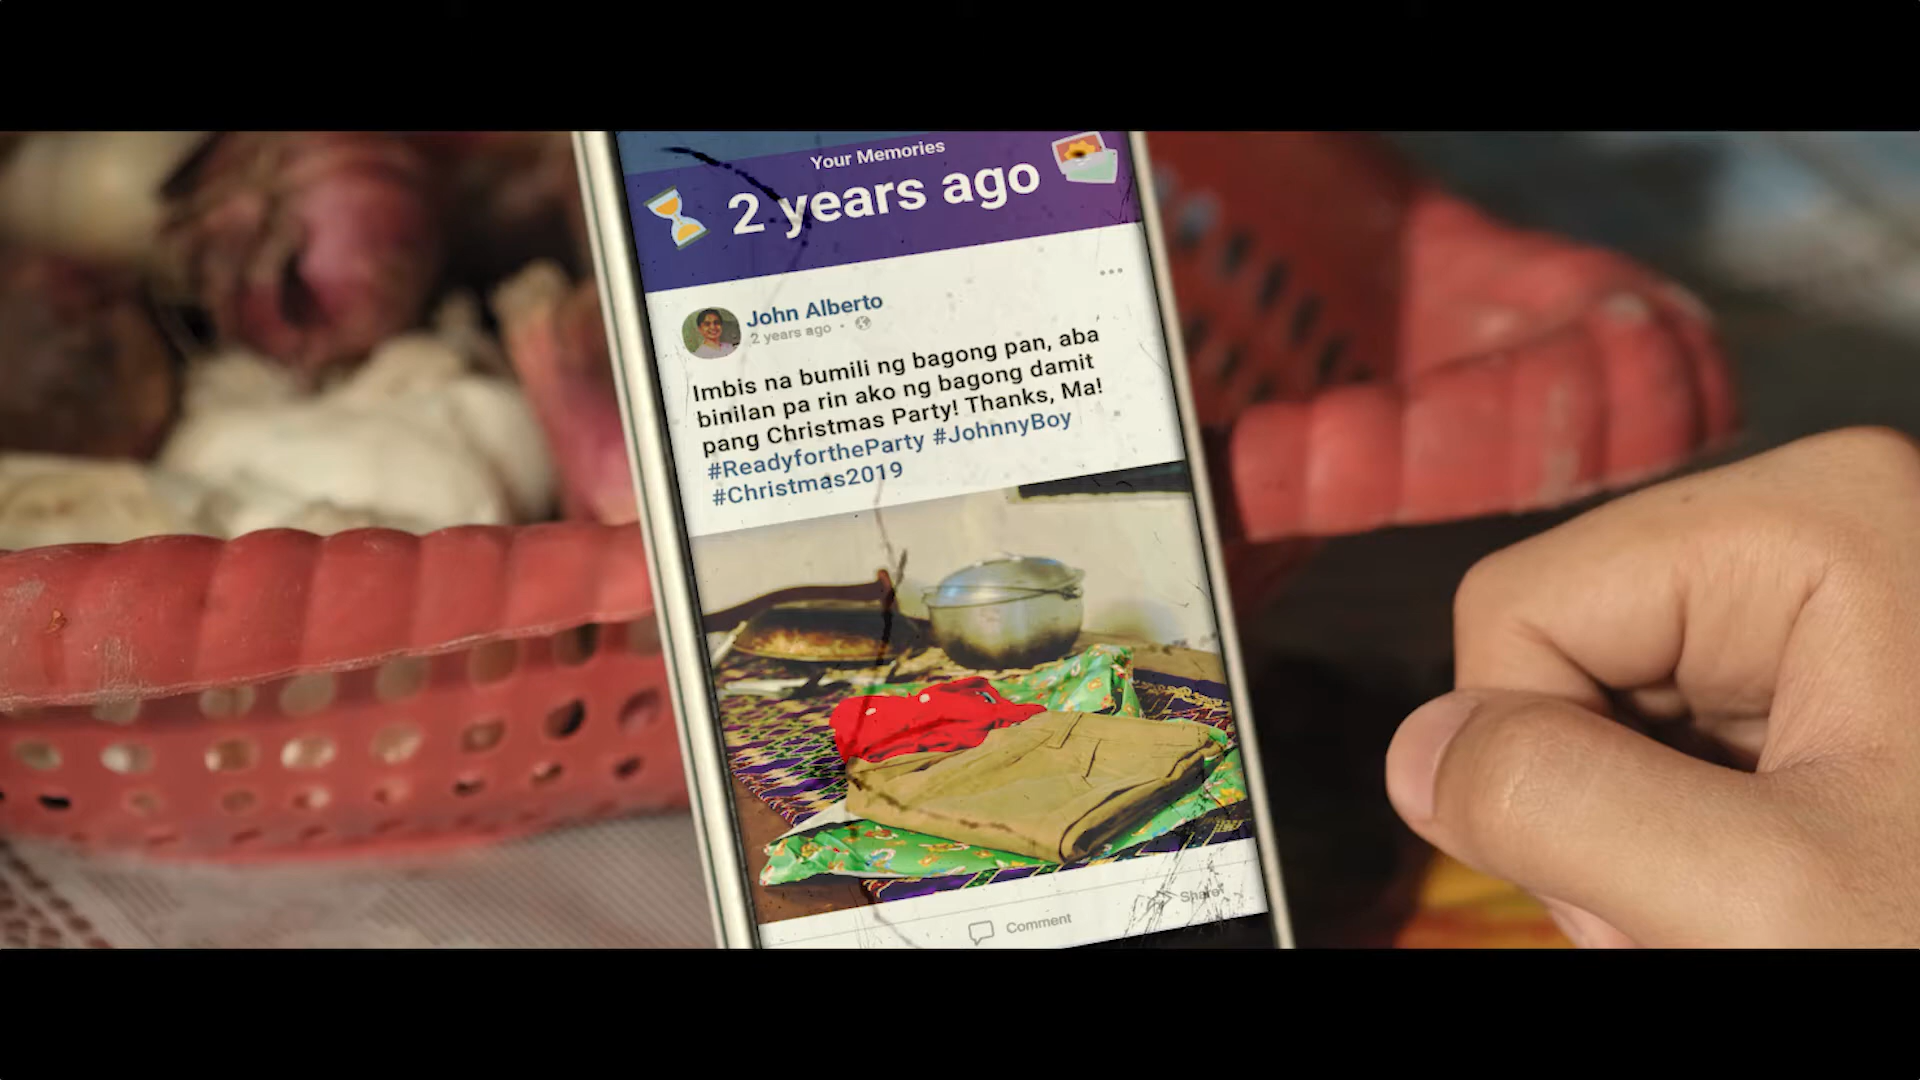 Your Memories
2 years ago
John Alberto
2 years ago
Imbis na bumili ng bagong pan, aba
binilan pa rin ako ng bagong damit
pang Christmas Party! Thanks, Ma!
#ReadyfortheParty #JohnnyBoy
#Christmas2019
Comment
Share